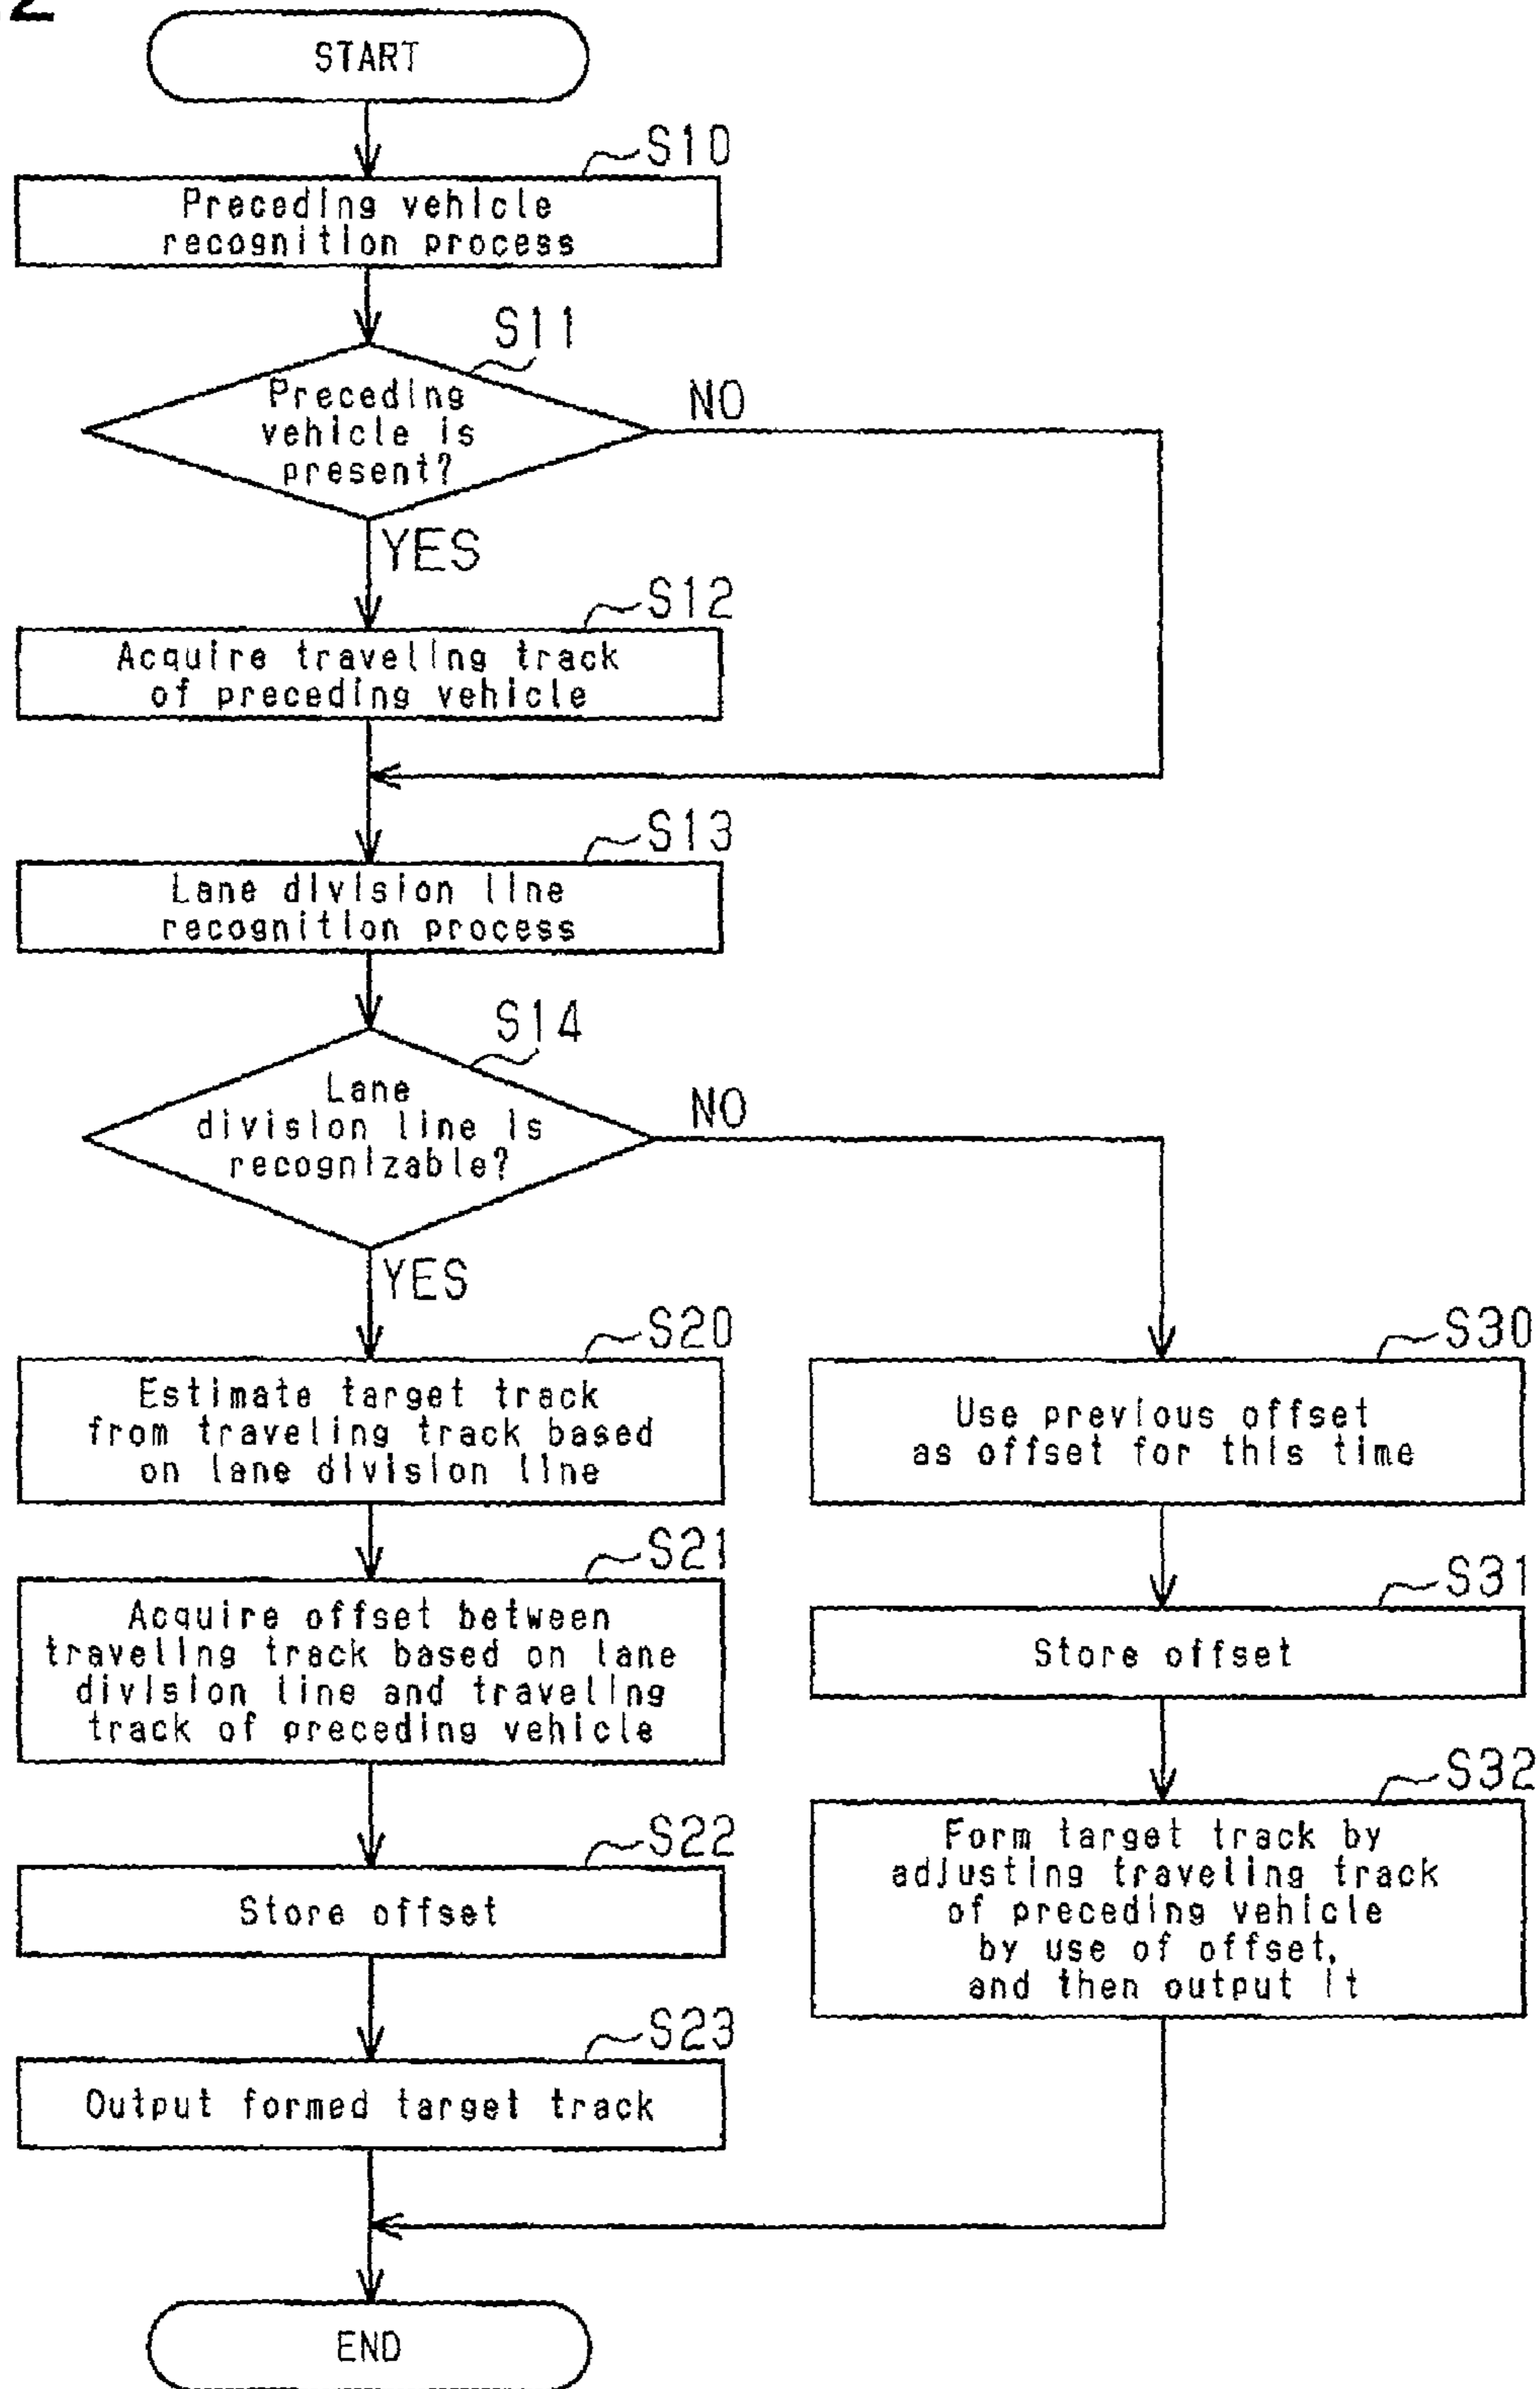 2
START
S10
Preceding vehicle
recognition process
S11
Preceding
vehicle is
present?
NO
YES
S12
Acquire traveling track
of preceding vehicle
S13
Lane division line
recognition process
S14
Lane
division line is
recognizable?
NO
YES
S20
Estimate target track
from traveling track based
on lane division line
S30
Use previous offset
as offset for this time
S21
Acquire offset between
traveling track based on lane
division line and traveling
track of preceding vehicle
S31
Store offset
S22
Store offset
S32
Form target track by
adjusting traveling track
of preceding vehicle
by use of offset,
and then output it
S23
Output formed target track
END